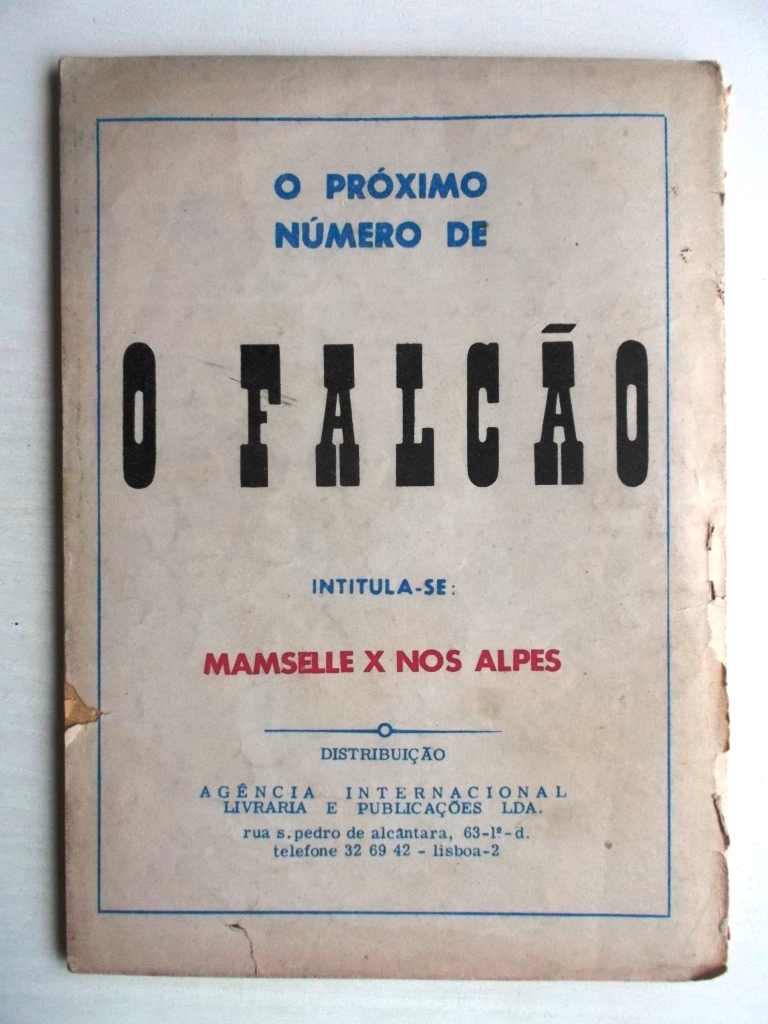 O PRÓXIMO
NÚMERO DE
O FALCÃO
INTITULA-SE:
MAMSELLE X NOS ALPES
DISTRIBUIÇÃO
AGÊNCIA INTERNACIONAL
LIVRARIA E PUBLICAÇÕES LDA.
rua s. pedro de alcântara, 63-1º-d.
telefone 32 69 42 - lisboa-2